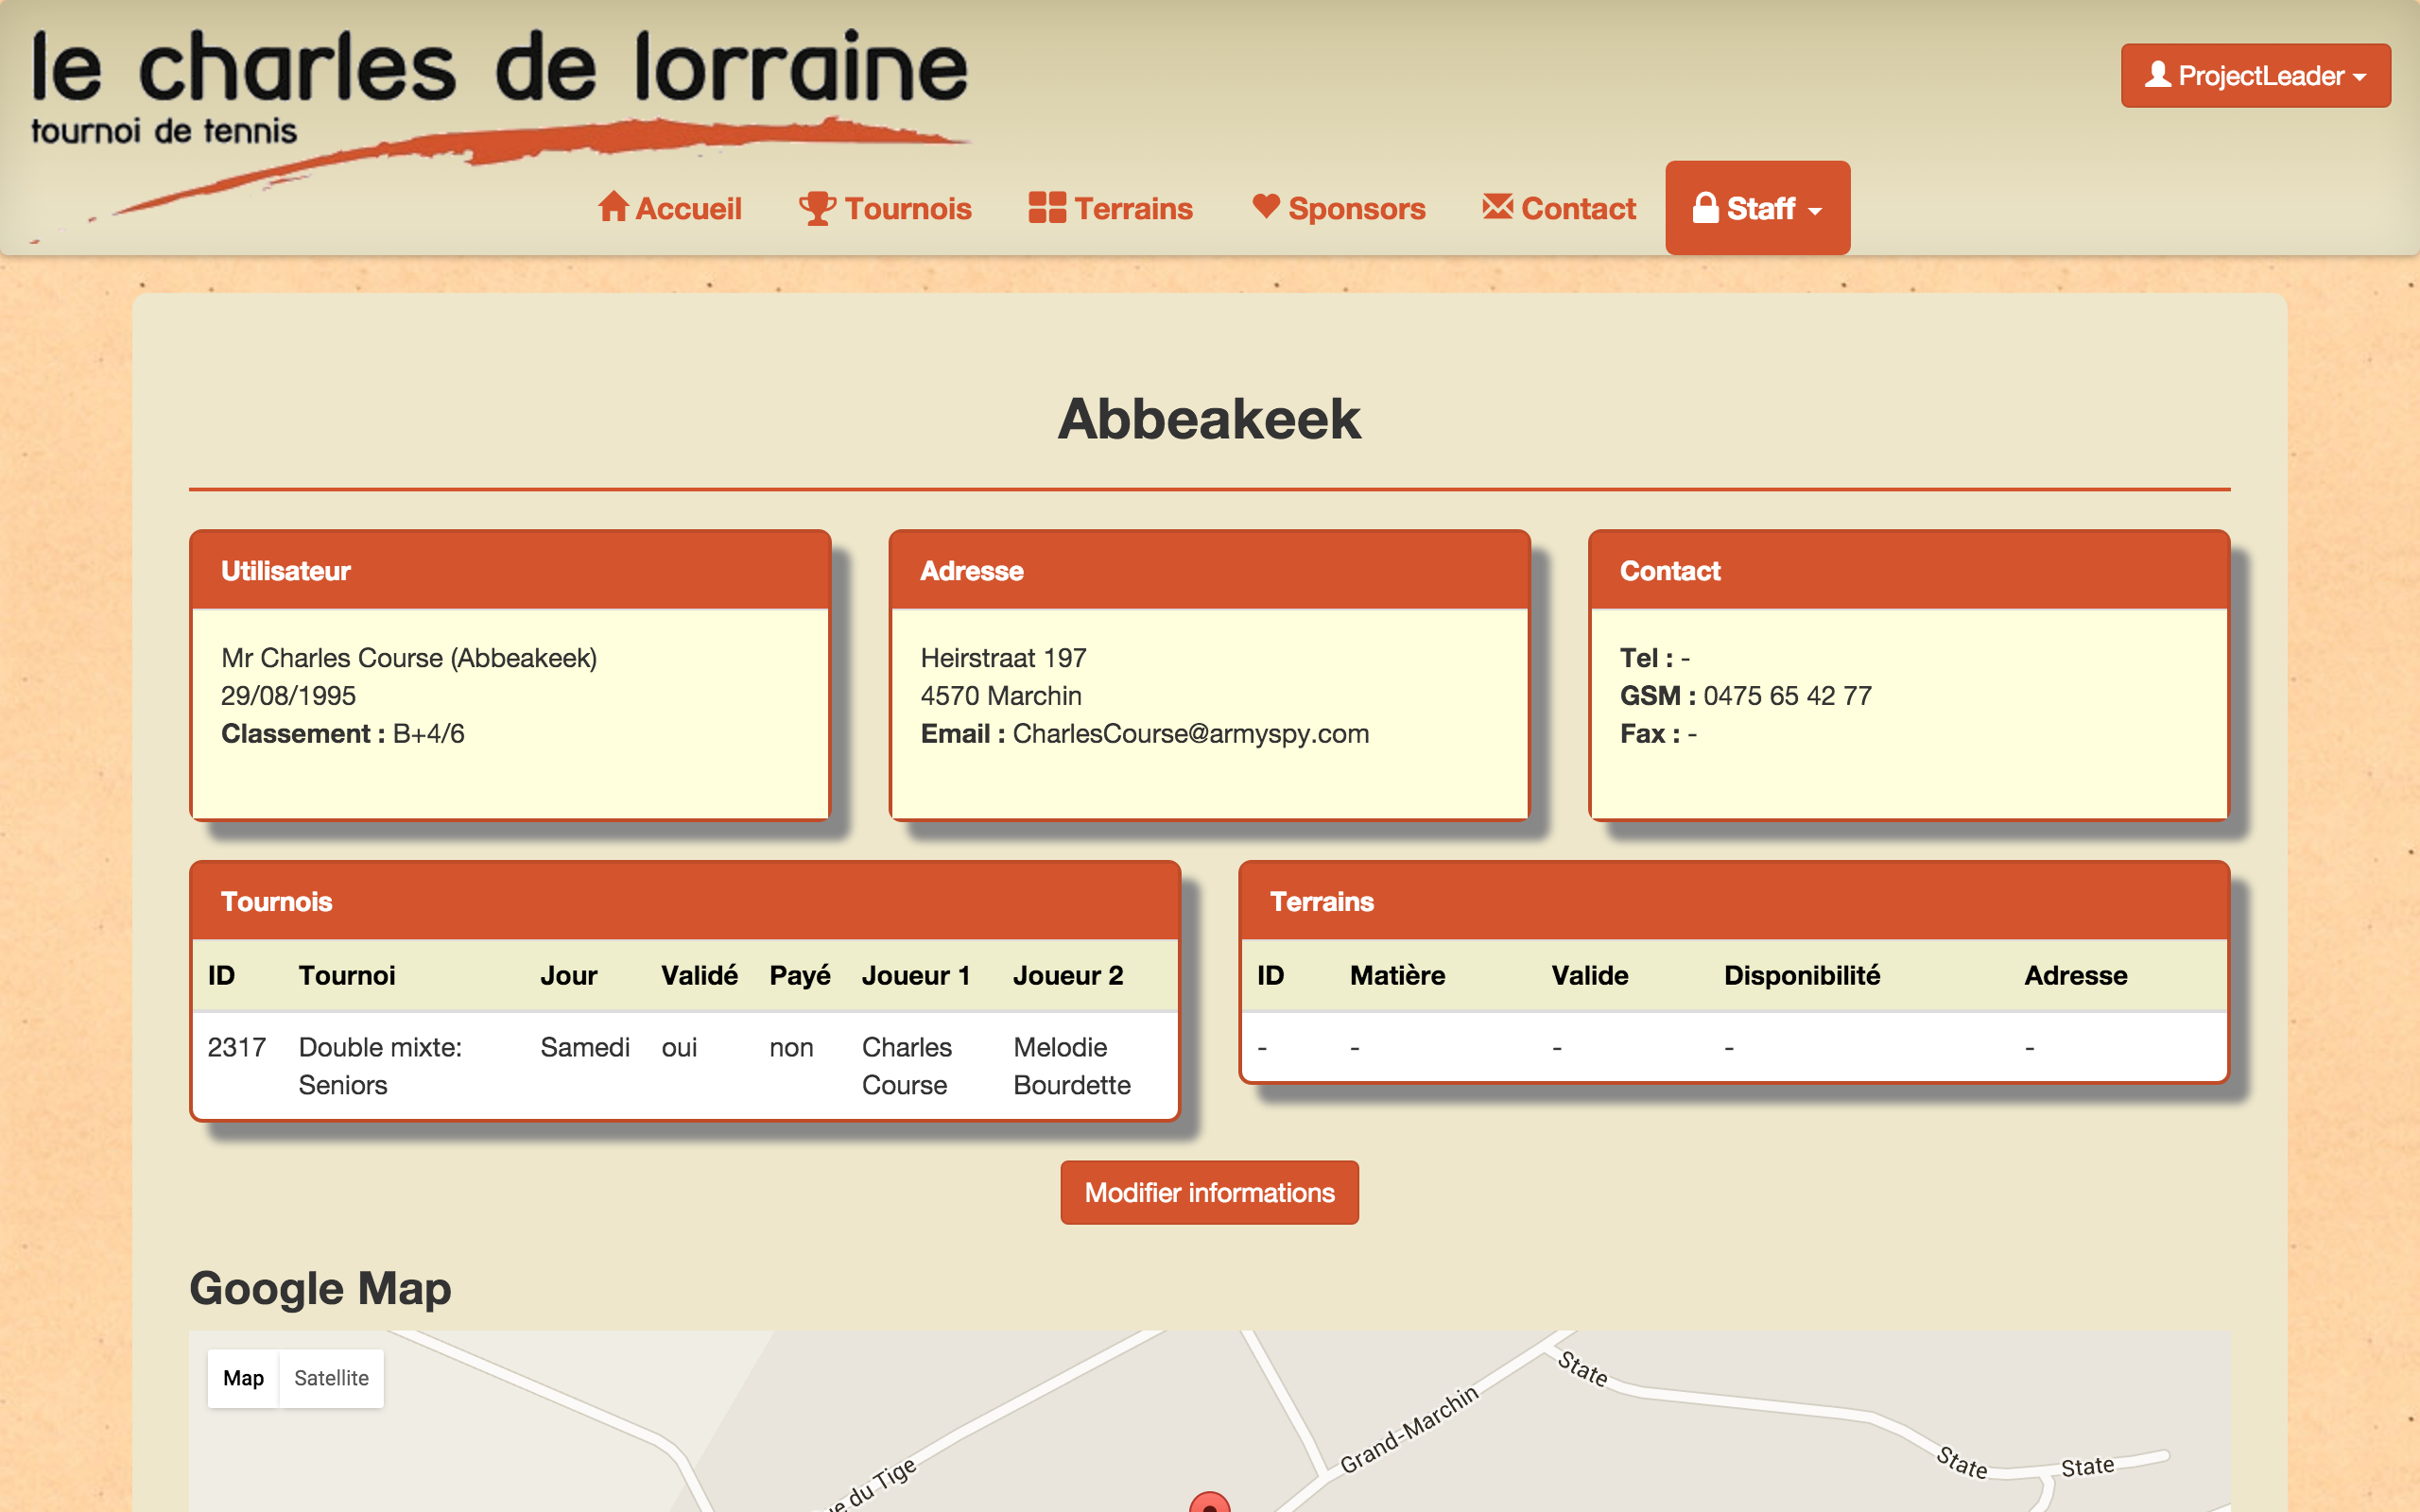 le charles de lorraine
tournoi de tennis
ProjectLeader
Accueil
Tournois
Terrains
Sponsors
Contact
Staff
Abbeakeek
Utilisateur
Mr Charles Course (Abbeakeek)
29/08/1995
Classement : B+4/6
Adresse
Heirstraat 197
4570 Marchin
Email : CharlesCourse@armyspy.com
Contact
Tel : -
GSM : 0475 65 42 77
Fax : -
Tournois
ID Tournoi Jour Validé Payé Joueur 1 Joueur 2
2317 Double mixte: Samedi oui non Charles Melodie
Seniors Course Bourdette
Terrains
ID Matière Valide Disponibilité Adresse
- - - - -
Modifier informations
Google Map
Map Satellite
State
Grand-Marchin
du Tige
State
State